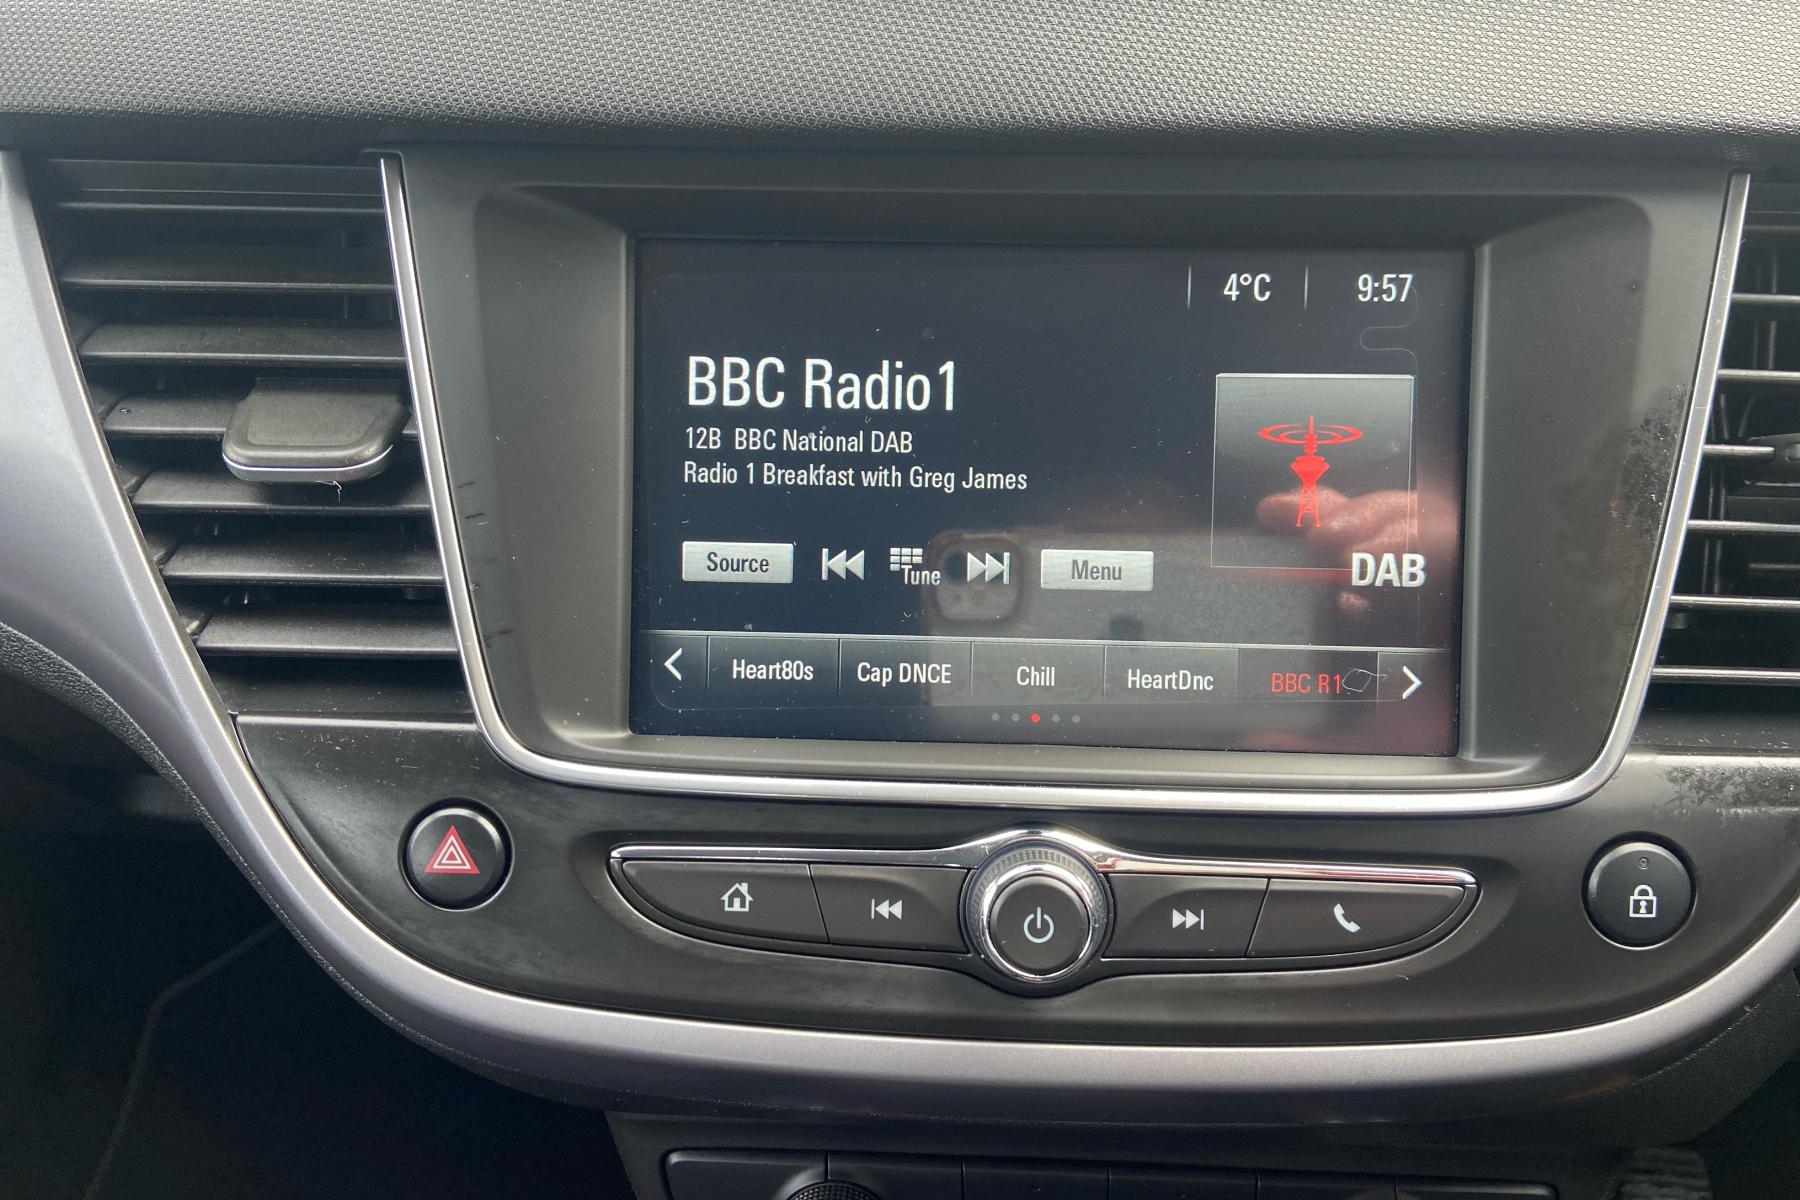 4°C 9:57
BBC Radio1
12B BBC National DAB
Radio 1 Breakfast with Greg James
Source Tune Menu
DAB
Heart80s Cap DNCE Chill HeartDnc BBC R1